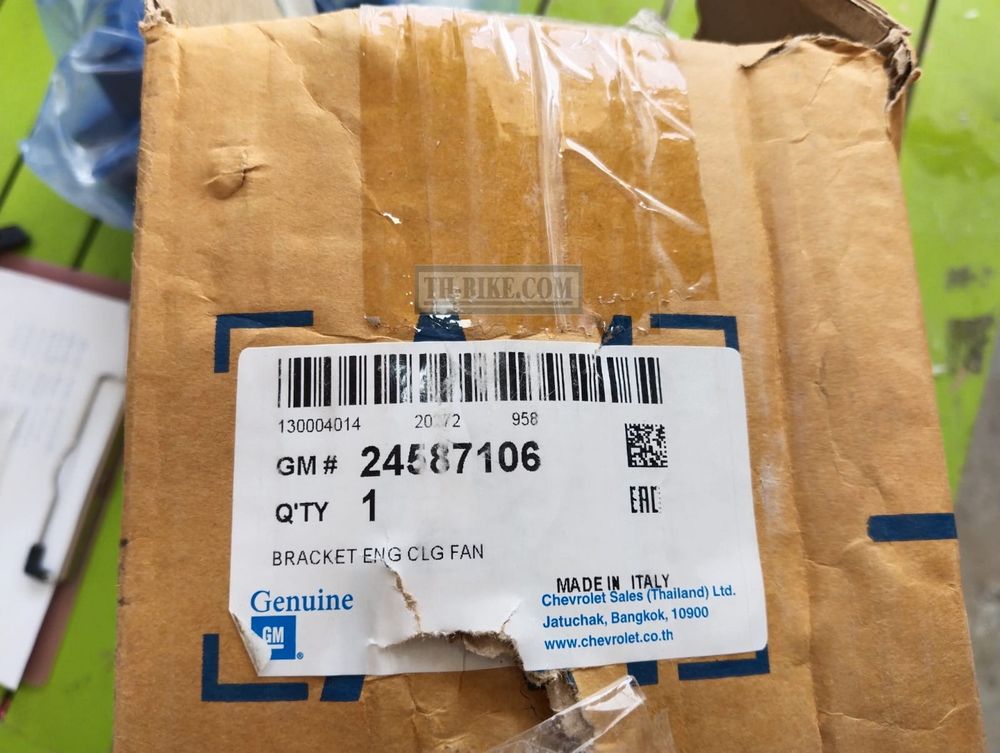 TH-BIKE.COM
130004014 958
GM # 24587106
Q'TY 1
EAC
BRACKET ENG CLG FAN
MADE IN ITALY
Genuine
GM
®
Chevrolet Sales (Thailand) Ltd.
Jatuchak, Bangkok, 10900
www.chevrolet.co.th